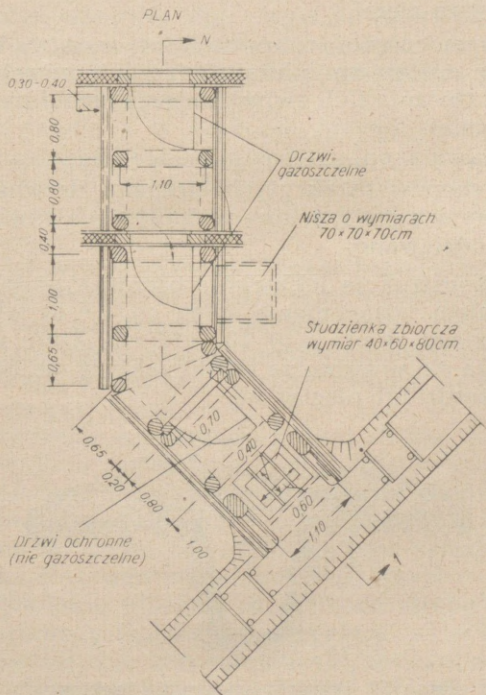 PLAN
N
0,30-0,40
0,80
0,80
0,40
1,00
0,65
1,10
Drzwi
gazoszczelne
Nisza o wymiarach
70×70×70cm
Studzienka zbiorcza
wymiar 40×60×80cm
0,70
0,40
0,60
1,10
0,65
0,20
0,80
1,00
Drzwi ochronne
(nie gazoszczelne)
1